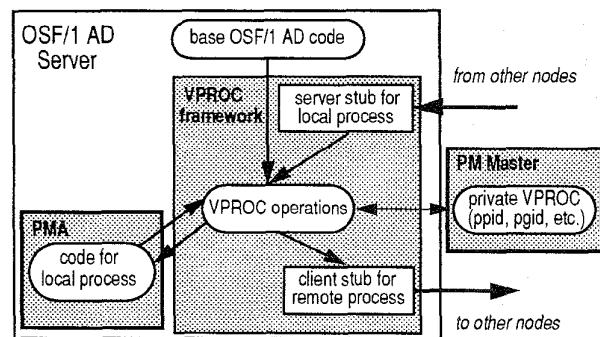 OSF/1 AD
Server
base OSF/1 AD code
VPROC
framework
server stub for
local process
from other nodes
PM Master
private VPROC
(ppid, pgid, etc.)
VPROC operations
PMA
code for
local process
client stub for
remote process
to other nodes